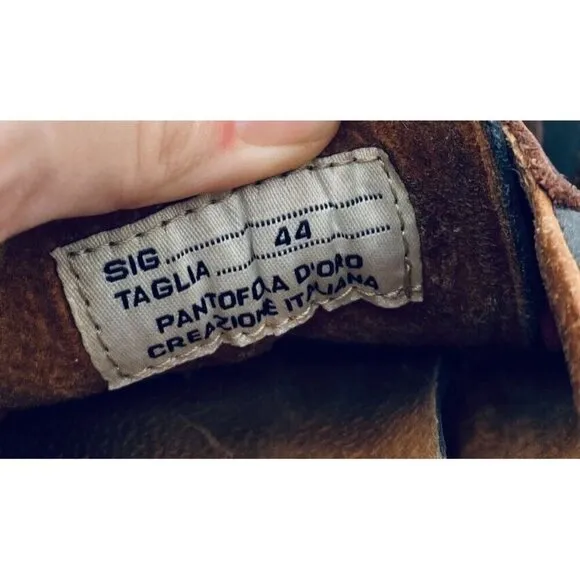 SIG
TAGLIA 44
PANTOFOLA D'ORO
CREAZIONE ITALIANA